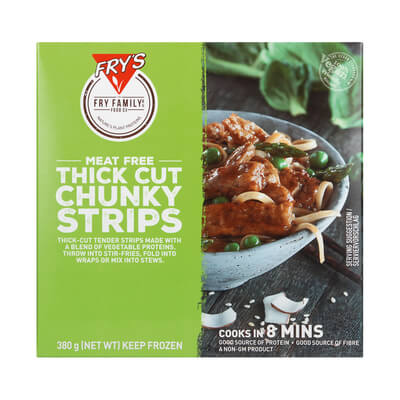 FRY'S
FRY FAMILY
FOOD CO
NATURE'S PLANT PROTEINS
MEAT FREE
THICK CUT
CHUNKY
STRIPS
THICK-CUT TENDER STRIPS MADE WITH
A BLEND OF VEGETABLE PROTEINS.
THROW INTO STIR-FRIES, FOLD INTO
WRAPS OR MIX INTO STEWS.
380 g (NET WT) KEEP FROZEN
SERVING SUGGESTION /
SERVIERVORSCHLAG
COOKS IN 8 MINS
GOOD SOURCE OF PROTEIN • GOOD SOURCE OF FIBRE
A NON-GM PRODUCT